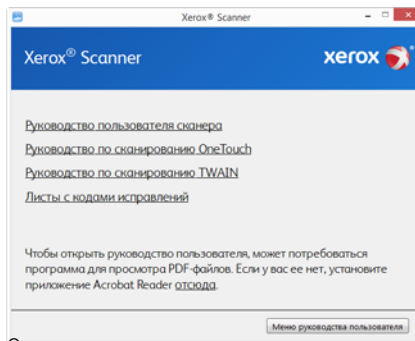 Xerox® Scanner
Xerox® Scanner
xerox
Руководство пользователя сканера
Руководство по сканированию OneTouch
Руководство по сканированию TWAIN
Листы с кодами исправлений
Чтобы открыть руководство пользователя, может потребоваться
программа для просмотра PDF-файлов. Если у вас ее нет, установите
приложение Acrobat Reader отсюда.
Меню руководства пользователя